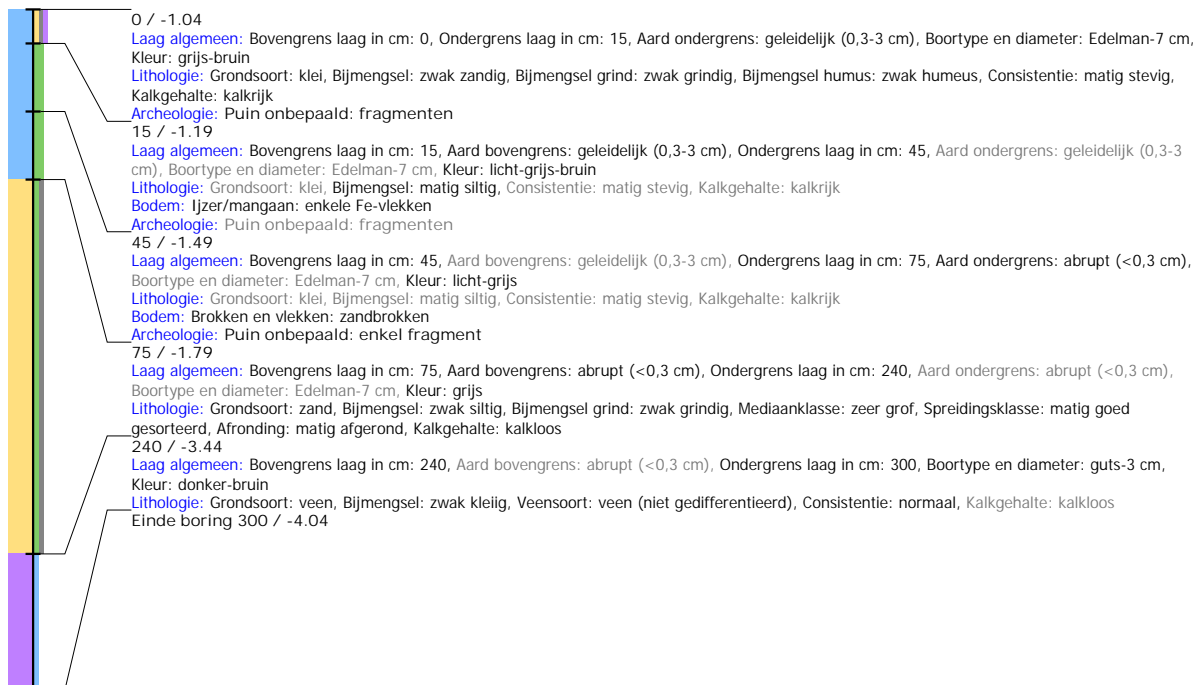 0 / -1.04
Laag algemeen: Bovengrens laag in cm: 0, Ondergrens laag in cm: 15, Aard ondergrens: geleidelijk (0,3-3 cm), Boortype en diameter: Edelman-7 cm,
Kleur: grijs-bruin
Lithologie: Grondsoort: klei, Bijmengsel: zwak zandig, Bijmengsel grind: zwak grindig, Bijmengsel humus: zwak humeus, Consistentie: matig stevig,
Kalkgehalte: kalkrijk
Archeologie: Puin onbepaald: fragmenten
15 / -1.19
Laag algemeen: Bovengrens laag in cm: 15, Aard bovengrens: geleidelijk (0,3-3 cm), Ondergrens laag in cm: 45, Aard ondergrens: geleidelijk (0,3-3
cm), Boortype en diameter: Edelman-7 cm, Kleur: licht-grijs-bruin
Lithologie: Grondsoort: klei, Bijmengsel: matig siltig, Consistentie: matig stevig, Kalkgehalte: kalkrijk
Bodem: Ijzer/mangaan: enkele Fe-vlekken
Archeologie: Puin onbepaald: fragmenten
45 / -1.49
Laag algemeen: Bovengrens laag in cm: 45, Aard bovengrens: geleidelijk (0,3-3 cm), Ondergrens laag in cm: 75, Aard ondergrens: abrupt (<0,3 cm),
Boortype en diameter: Edelman-7 cm, Kleur: licht-grijs
Lithologie: Grondsoort: klei, Bijmengsel: matig siltig, Consistentie: matig stevig, Kalkgehalte: kalkrijk
Bodem: Brokken en vlekken: zandbrokken
Archeologie: Puin onbepaald: enkel fragment
75 / -1.79
Laag algemeen: Bovengrens laag in cm: 75, Aard bovengrens: abrupt (<0,3 cm), Ondergrens laag in cm: 240, Aard ondergrens: abrupt (<0,3 cm),
Boortype en diameter: Edelman-7 cm, Kleur: grijs
Lithologie: Grondsoort: zand, Bijmengsel: zwak siltig, Bijmengsel grind: zwak grindig, Mediaanklasse: zeer grof, Spreidingsklasse: matig goed
gesorteerd, Afronding: matig afgerond, Kalkgehalte: kalkloos
240 / -3.44
Laag algemeen: Bovengrens laag in cm: 240, Aard bovengrens: abrupt (<0,3 cm), Ondergrens laag in cm: 300, Boortype en diameter: guts-3 cm,
Kleur: donker-bruin
Lithologie: Grondsoort: veen, Bijmengsel: zwak kleiig, Veensoort: veen (niet gedifferentieerd), Consistentie: normaal, Kalkgehalte: kalkloos
Einde boring 300 / -4.04